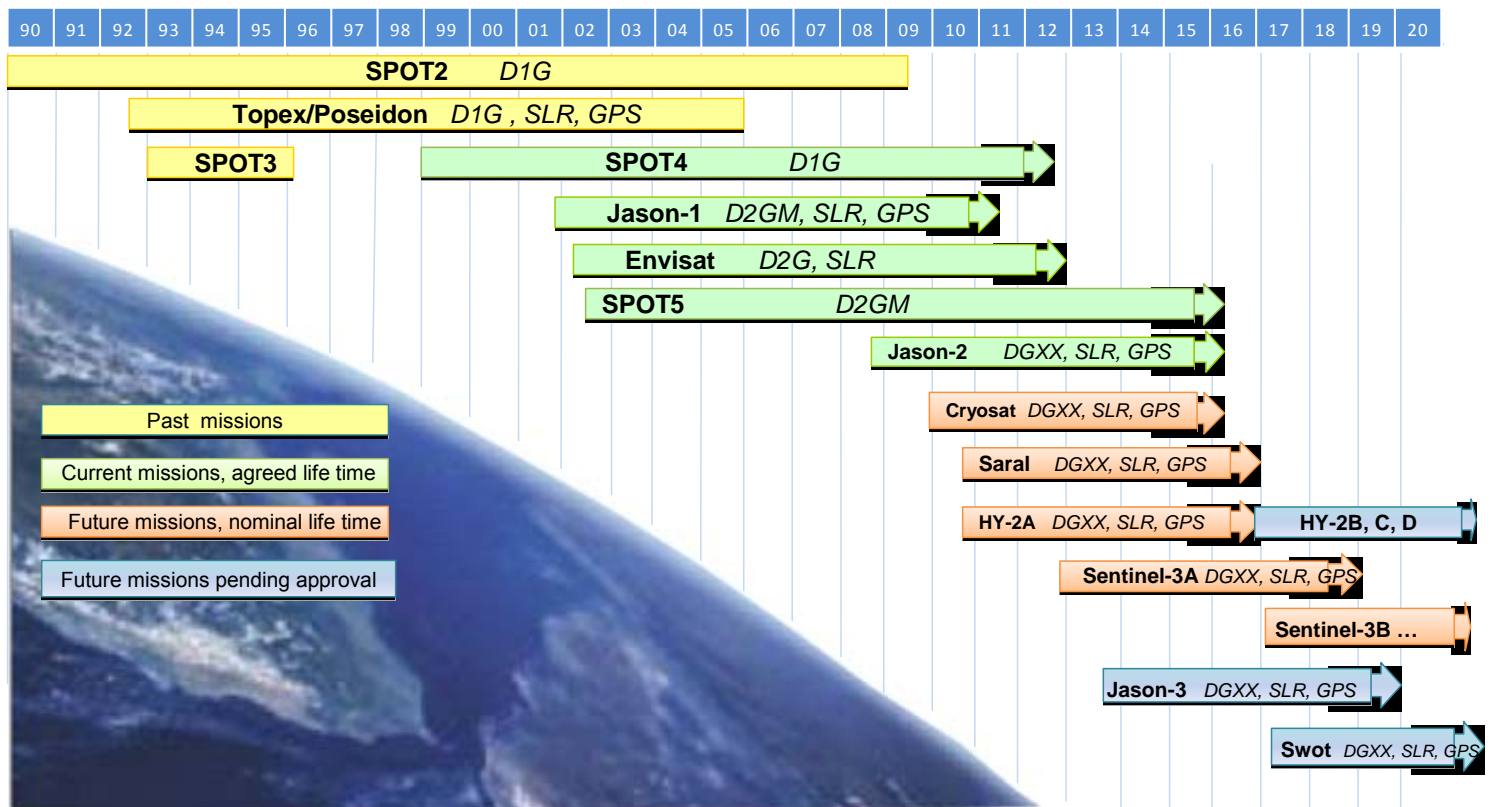 90 91 92 93 94 95 96 97 98 99 00 01 02 03 04 05 06 07 08 09 10 11 12 13 14 15 16 17 18 19 20
SPOT2 D1G
Topex/Poseidon D1G , SLR, GPS
SPOT3 SPOT4 D1G
Jason-1 D2GM, SLR, GPS
Envisat D2G, SLR
SPOT5 D2GM
Jason-2 DGXX, SLR, GPS
Cryosat DGXX, SLR, GPS
Past missions
Saral DGXX, SLR, GPS
Current missions, agreed life time
HY-2A DGXX, SLR, GPS HY-2B, C, D
Future missions, nominal life time
Sentinel-3A DGXX, SLR, GPS
Future missions pending approval
Sentinel-3B ...
Jason-3 DGXX, SLR, GPS
Swot DGXX, SLR, GPS